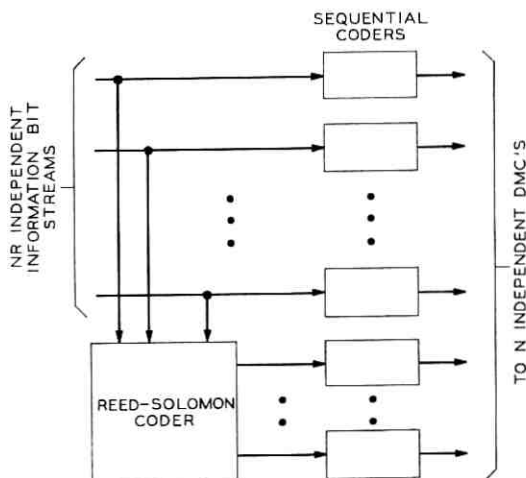 SEQUENTIAL
CODERS
NR INDEPENDENT
INFORMATION BIT
STREAMS
TO N INDEPENDENT DMC'S
REED-SOLOMON
CODER